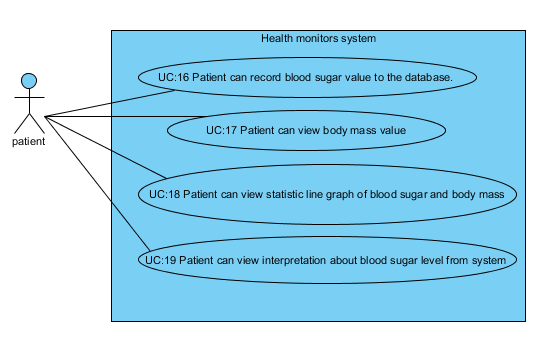 Health monitors system
UC:16 Patient can record blood sugar value to the database.
UC:17 Patient can view body mass value
patient
UC:18 Patient can view statistic line graph of blood sugar and body mass
UC:19 Patient can view interpretation about blood sugar level from system